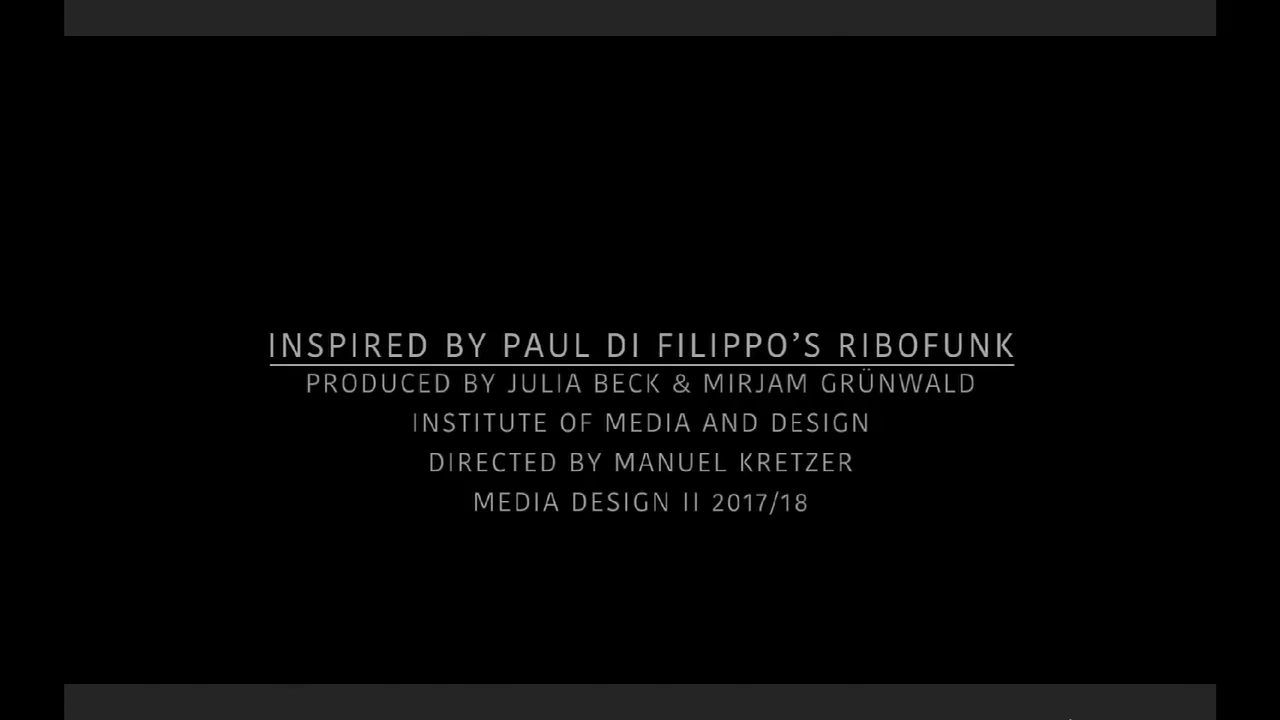 INSPIRED BY PAUL DI FILIPPO’S RIBOFUNK
PRODUCED BY JULIA BECK & MIRJAM GRÜNWALD
INSTITUTE OF MEDIA AND DESIGN
DIRECTED BY MANUEL KRETZER
MEDIA DESIGN II 2017/18